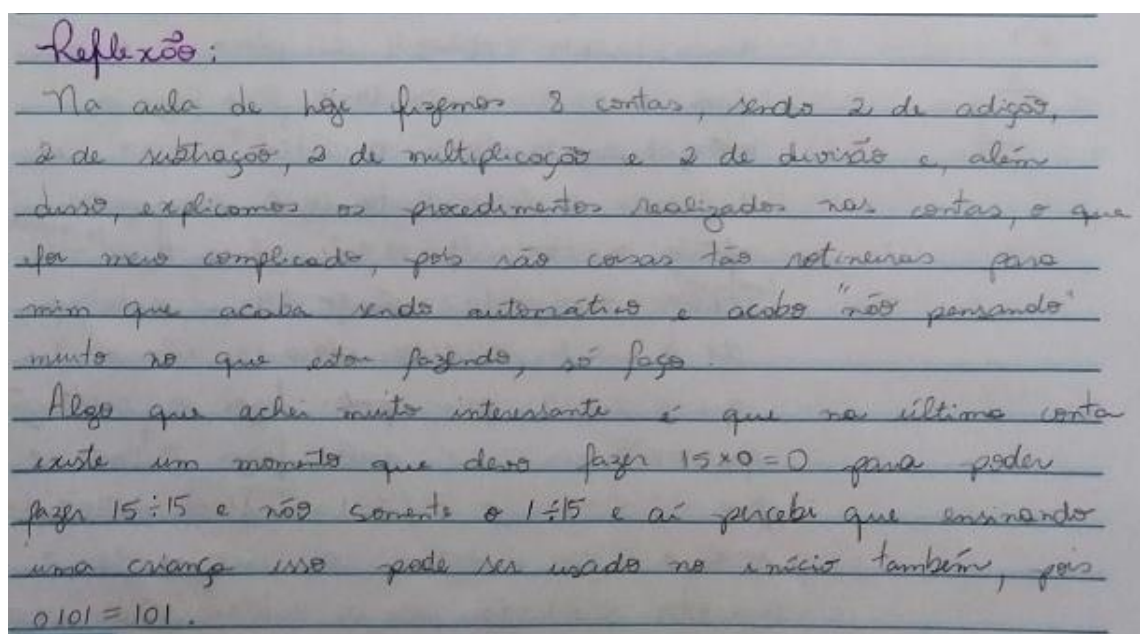 Reflexão:
Na aula de hoje fizemos 8 contas, sendo 2 de adição,
2 de subtração, 2 de multiplicação e 2 de divisão e, além
disso, explicamos os procedimentos realizados nas contas, o que
foi meio complicado, pois são coisas tão rotineiras para
mim que acaba sendo automático e acabo "não pensando"
muito no que estou fazendo, só faço.
Algo que achei muito interessante é que na última conta
existe um momento que devo fazer 15x0=0 para poder
fazer 15÷15 e não somente o 1÷15 e aí percebi que ensinando
uma criança isso pode ser usado no início também, pois
0101 = 101.